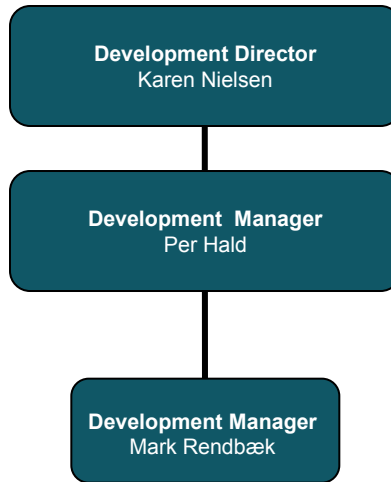 Development Director
Karen Nielsen
Development  Manager
Per Hald
Development Manager
Mark Rendbæk